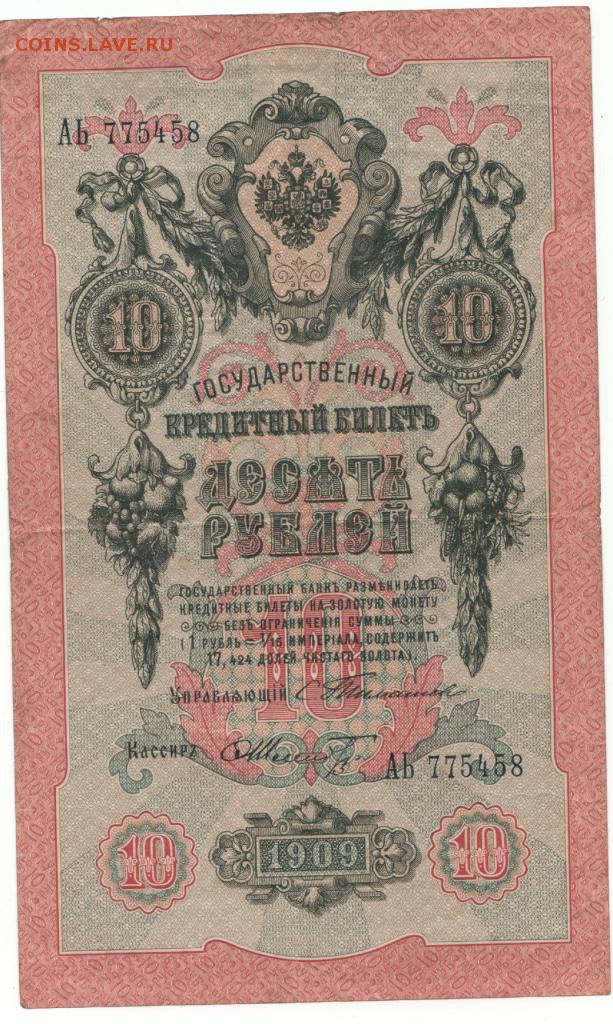 COINS.LAVE.RU
АЬ 775458
10 10
ГОСУДАРСТВЕННЫЙ
КРЕДИТНЫЙ БИЛЕТЪ
ДЕСЯТЬ
РУБЛЕЙ
ГОСУДАРСТВЕННЫЙ БАНКЪ РАЗМѢНИВАЕТЪ
КРЕДИТНЫЕ БИЛЕТЫ НА ЗОЛОТУЮ МОНЕТУ
БЕЗЪ ОГРАНИЧЕНІЯ СУММЫ
(1 РУБЛЬ = 1/15 ИМПЕРІАЛА, СОДЕРЖИТЪ
17,424 ДОЛЕЙ ЧИСТАГО ЗОЛОТА).
10
УПРАВЛЯЮЩІЙ
КАССИРЪ
АЬ 775458
10 1909 10